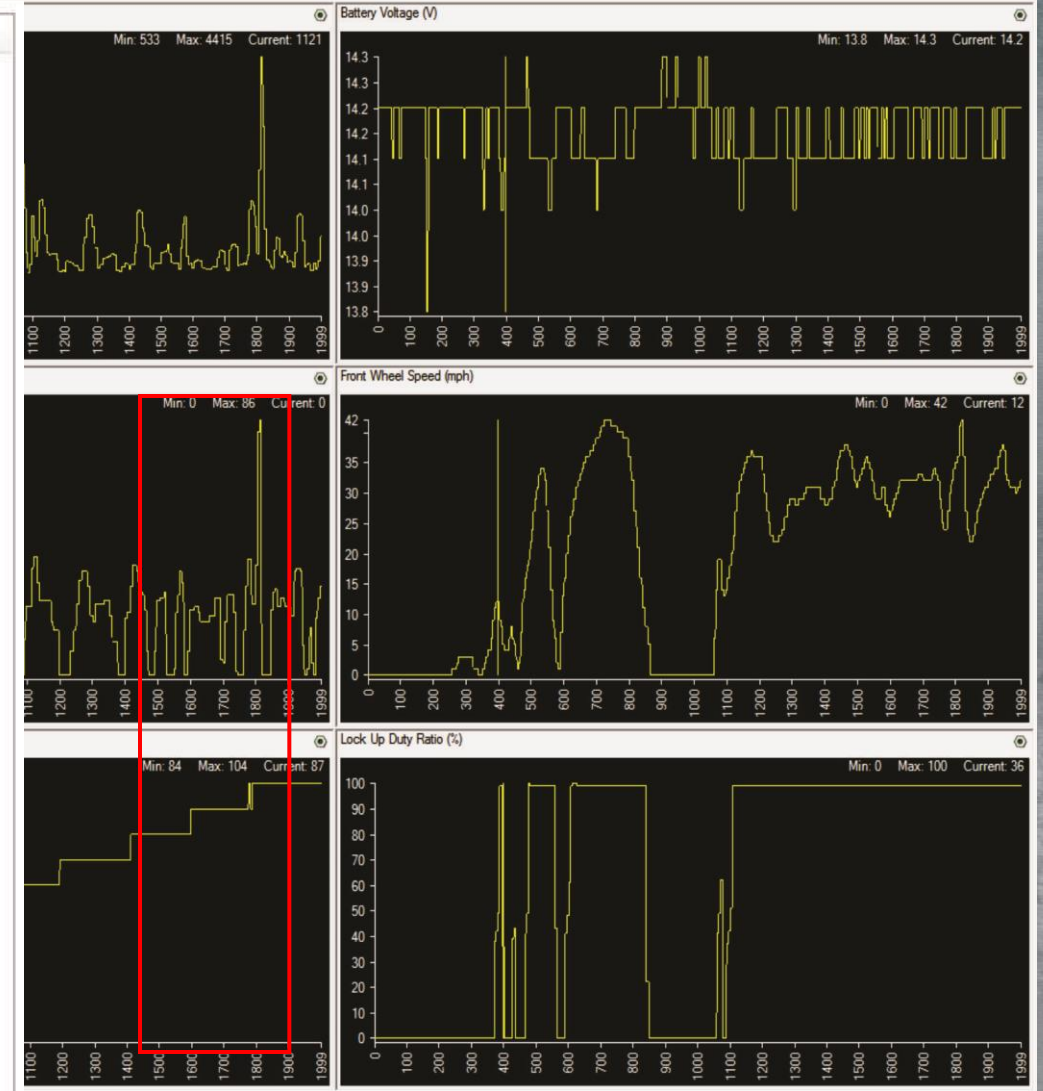 Min: 533 Max: 4415 Current: 1121
1100 1200 1300 1400 1500 1600 1700 1800 1900 1999
Battery Voltage (V)
Min: 13.8 Max: 14.3 Current: 14.2
14.3
14.3
14.2
14.2
14.1
14.1
14.0
14.0
13.9
13.9
13.8
0 100 200 300 400 500 600 700 800 900 1000 1100 1200 1300 1400 1500 1600 1700 1800 1900 1999
Min: 0 Max: 86 Current: 0
1100 1200 1300 1400 1500 1600 1700 1800 1900 1999
Front Wheel Speed (mph)
Min: 0 Max: 42 Current: 12
42
35
30
25
20
15
10
5
0
0 100 200 300 400 500 600 700 800 900 1000 1100 1200 1300 1400 1500 1600 1700 1800 1900 1999
Min: 84 Max: 104 Current: 87
1100 1200 1300 1400 1500 1600 1700 1800 1900 1999
Lock Up Duty Ratio (%)
Min: 0 Max: 100 Current: 36
100
90
80
70
60
50
40
30
20
10
0
0 100 200 300 400 500 600 700 800 900 1000 1100 1200 1300 1400 1500 1600 1700 1800 1900 1999